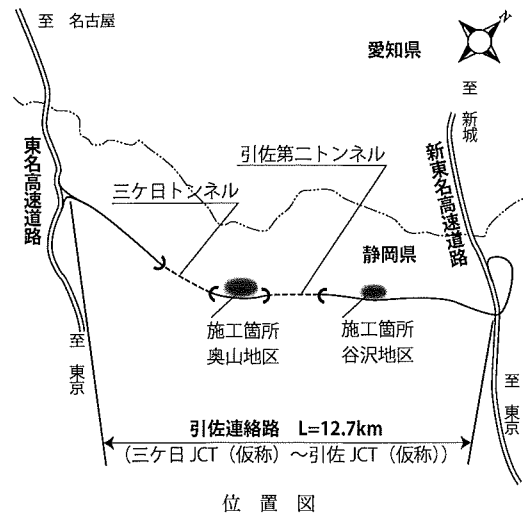 至 名古屋
愛知県
N
至 新城
東名高速道路
引佐第二トンネル
三ケ日トンネル
新東名高速道路
静岡県
施工箇所
奥山地区
施工箇所
谷沢地区
至 東京
至 東京
引佐連絡路 L=12.7km
(三ケ日 JCT(仮称)~引佐 JCT(仮称))
位 置 図